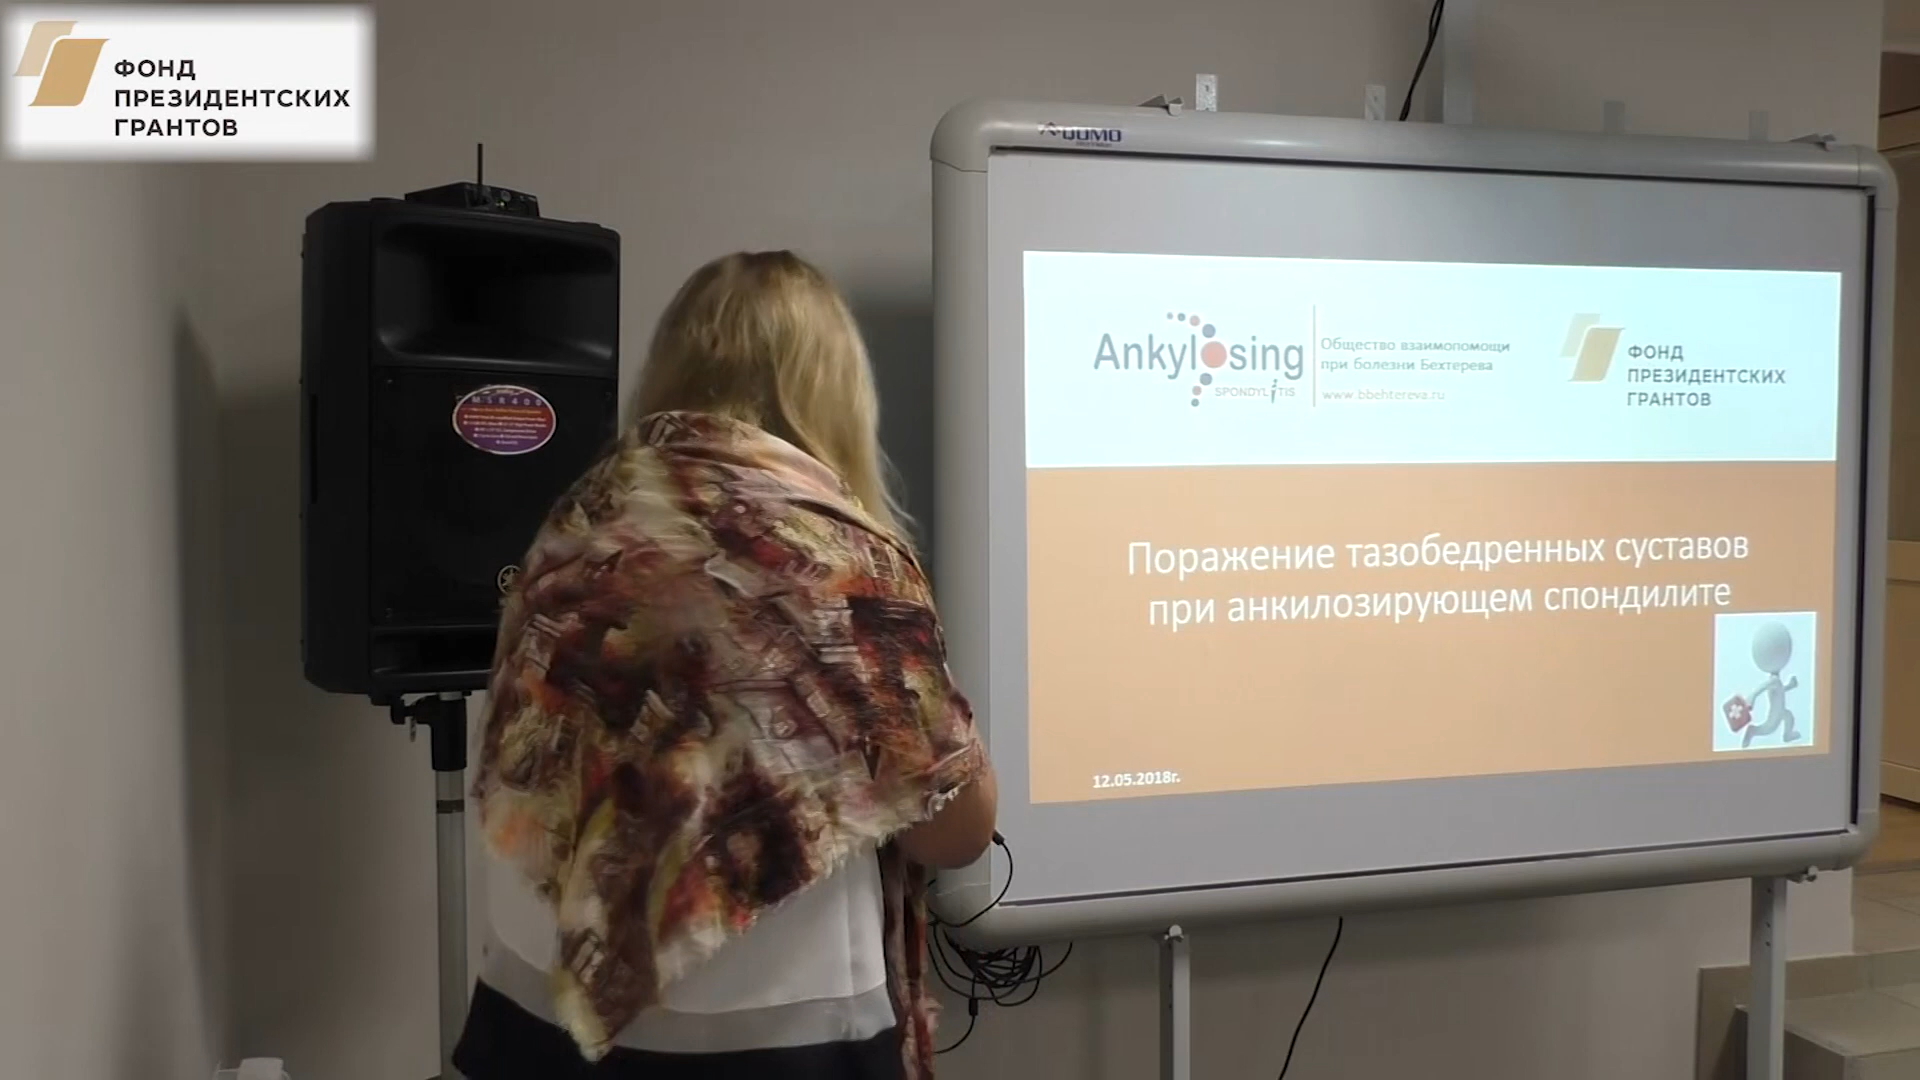 ФОНД
ПРЕЗИДЕНТСКИХ
ГРАНТОВ
MSR400
Ankylosing
SPONDYLITIS
Общество взаимопомощи
при болезни Бехтерева
www.bbehtereva.ru
ФОНД
ПРЕЗИДЕНТСКИХ
ГРАНТОВ
Поражение тазобедренных суставов
при анкилозирующем спондилите
12.05.2018г.